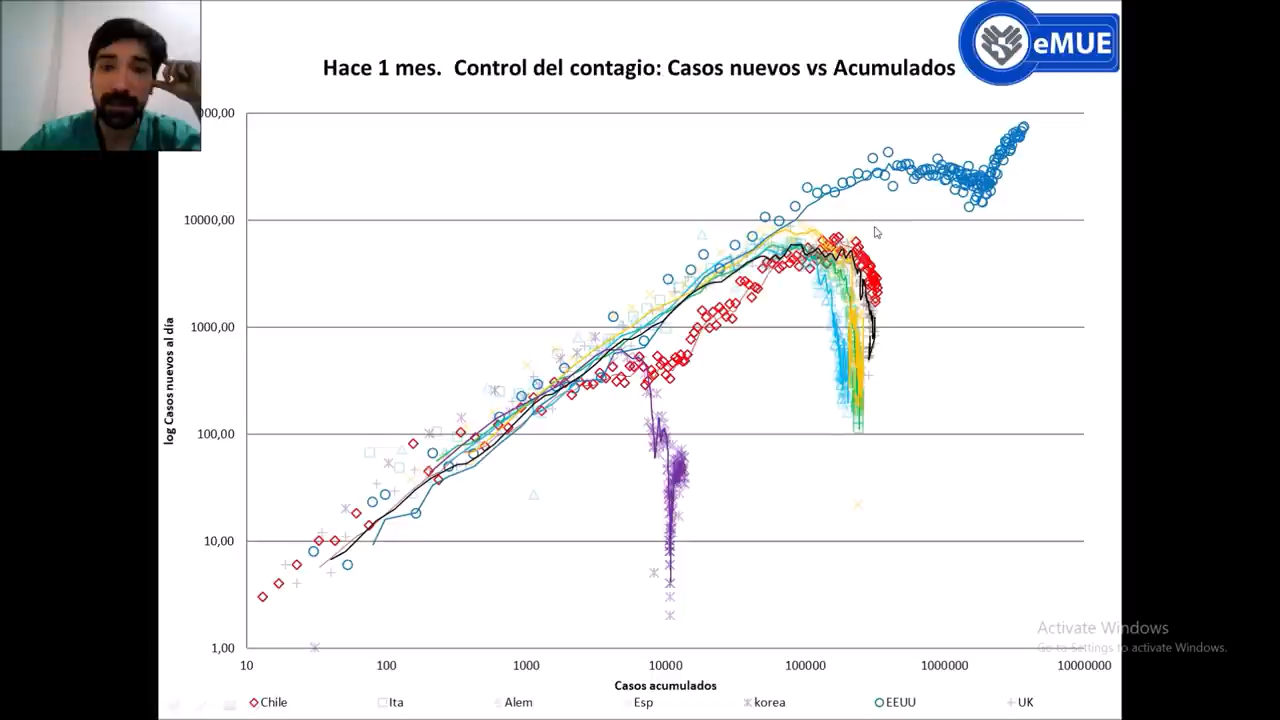 eMUE
Hace 1 mes. Control del contagio: Casos nuevos vs Acumulados
log Casos nuevos al día
00,00
10000,00
1000,00
100,00
10,00
1,00
10 100 1000 10000 100000 1000000 10000000
Casos acumulados
Chile Ita Alem Esp korea EEUU UK
Activate Windows
Go to Settings to activate Windows.